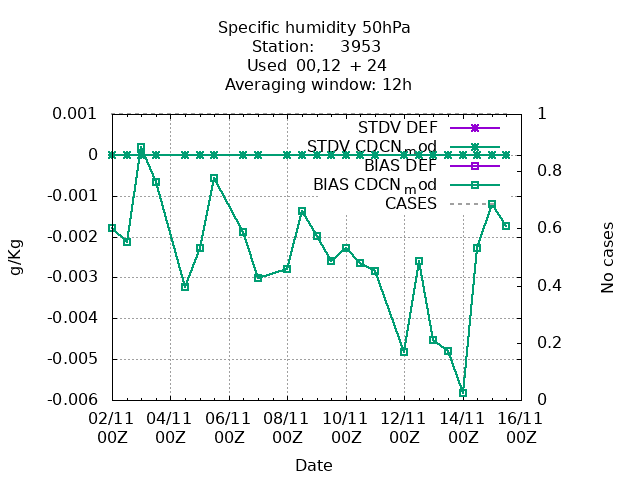 Specific humidity 50hPa
Station: 3953
Used 00,12 + 24
Averaging window: 12h
0.001
0
-0.001
-0.002
-0.003
-0.004
-0.005
-0.006
g/Kg
1
0.8
0.6
0.4
0.2
0
No cases
STDV DEF
STDV CDCNmod
BIAS DEF
BIAS CDCNmod
CASES
02/11 04/11 06/11 08/11 10/11 12/11 14/11 16/11
00Z 00Z 00Z 00Z 00Z 00Z 00Z 00Z
Date